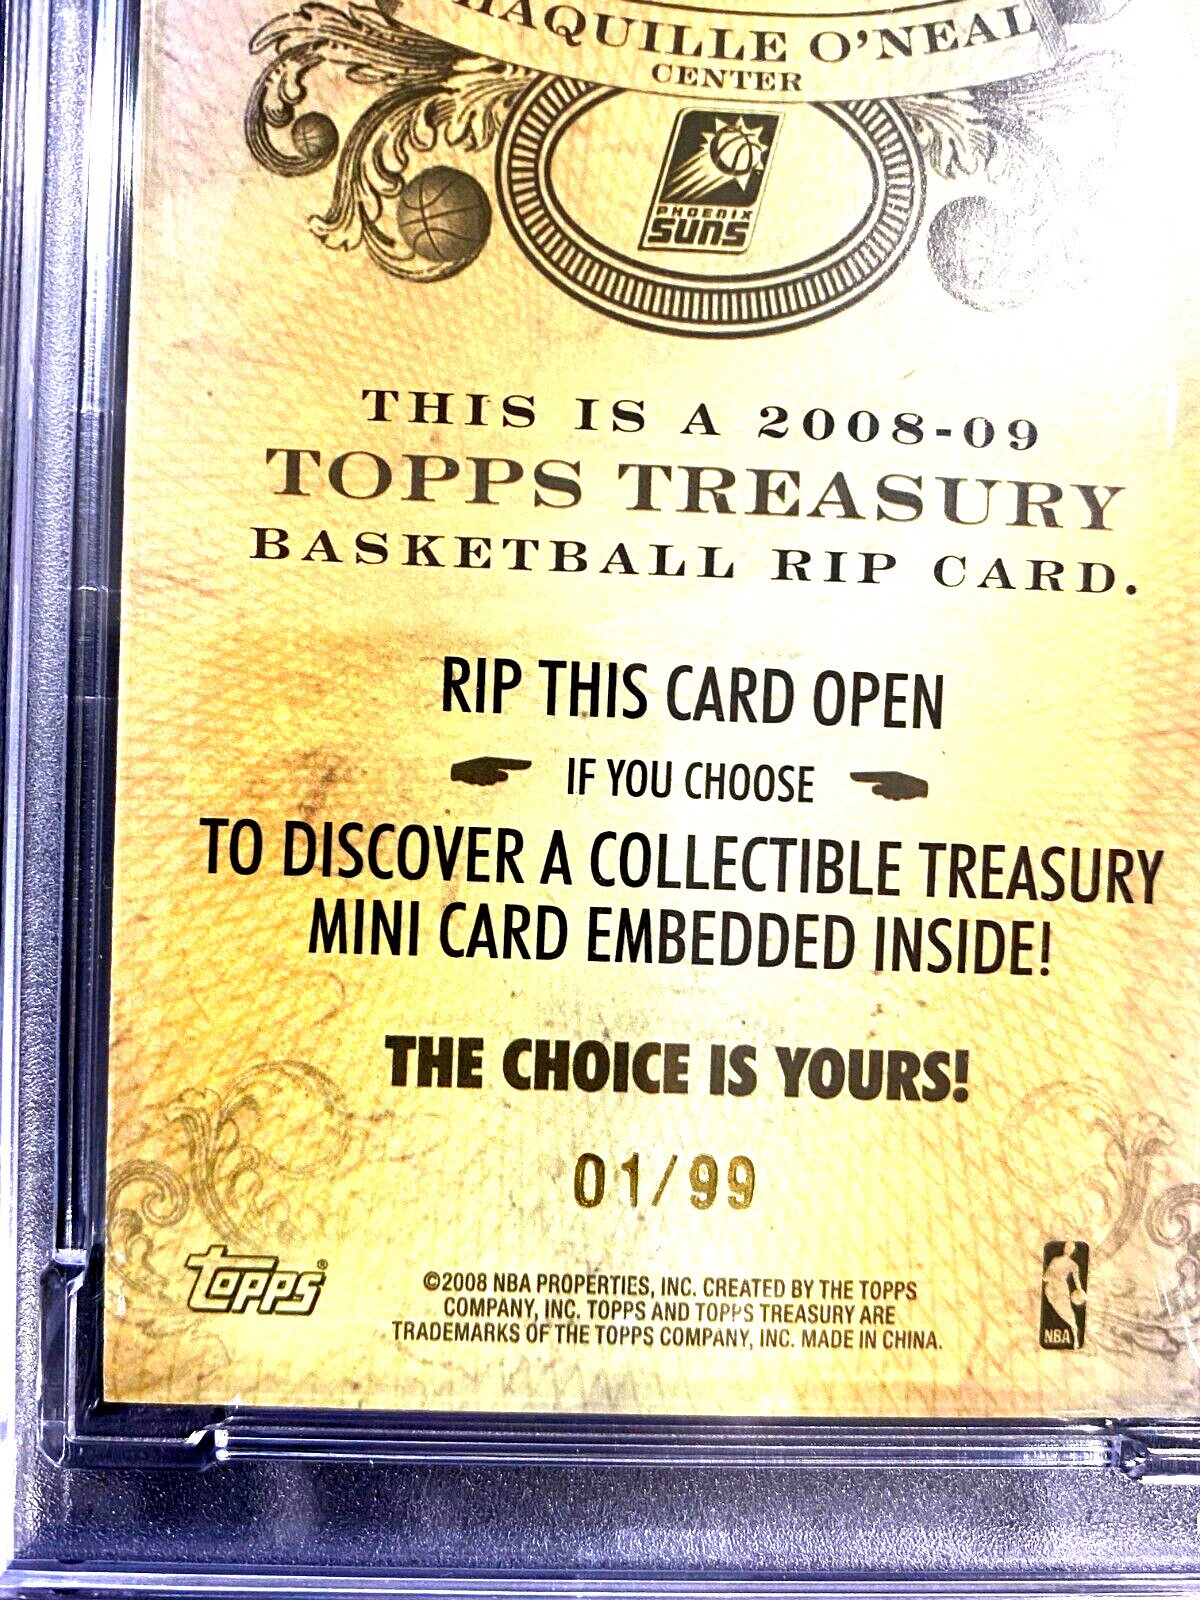 O'NEAL
CENTER
PHOENIX
SUNS
THIS IS A 2008-09
TOPPS TREASURY
BASKETBALL RIP CARD.
RIP THIS CARD OPEN
IF YOU CHOOSE
TO DISCOVER A COLLECTIBLE TREASURY
MINI CARD EMBEDDED INSIDE!
THE CHOICE IS YOURS!
01/99
TOPPS®
©2008 NBA PROPERTIES, INC. CREATED BY THE TOPPS
COMPANY, INC. TOPPS AND TOPPS TREASURY ARE
TRADEMARKS OF THE TOPPS COMPANY, INC. MADE IN CHINA.
NBA